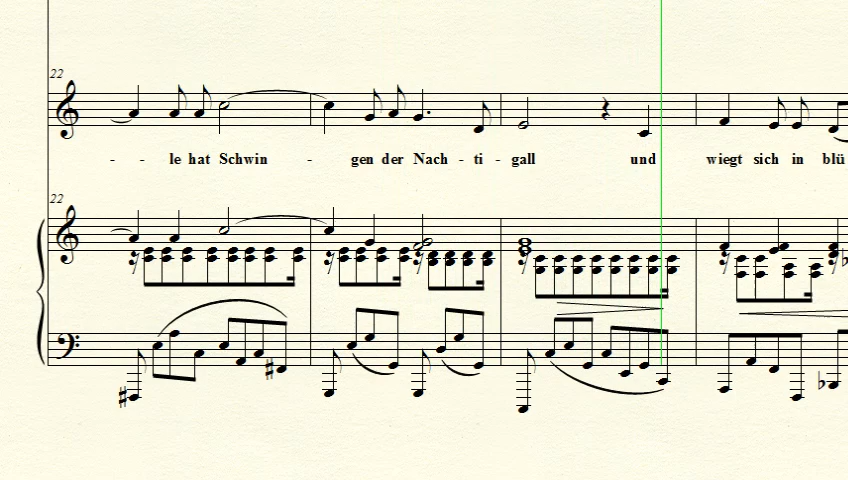 22
- - le hat Schwin - gen der Nach - ti - gall und wiegt sich in blü
22